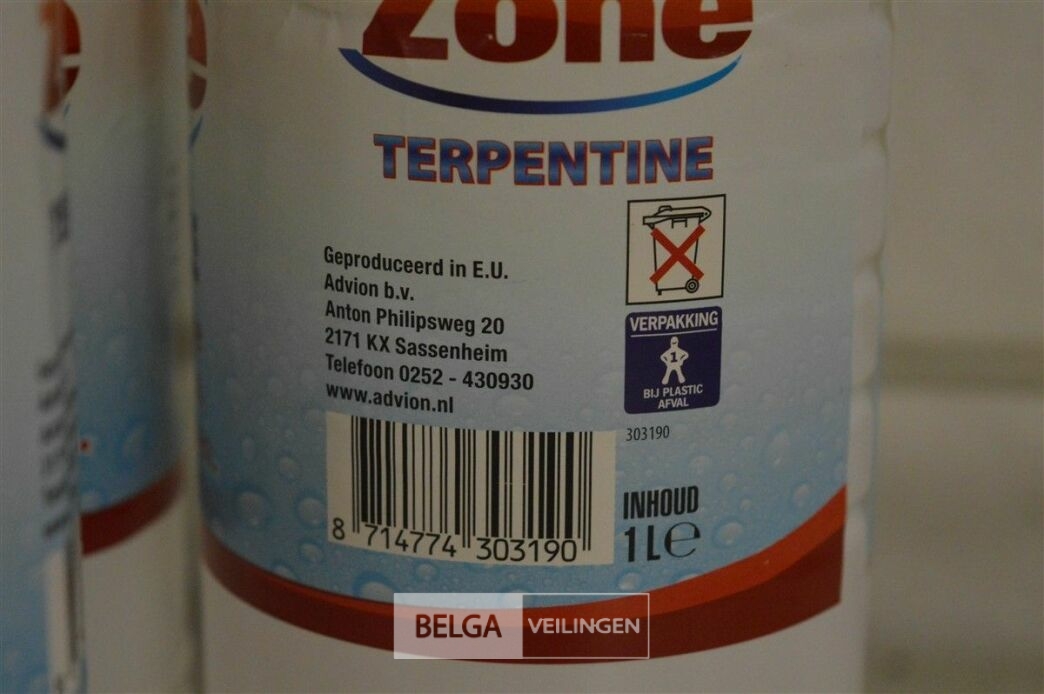 Zone
TERPENTINE
Geproduceerd in E.U.
Advion b.v.
Anton Philipsweg 20
2171 KX Sassenheim
Telefoon 0252 - 430930
www.advion.nl
VERPAKKING
1
BIJ PLASTIC
AFVAL
303190
INHOUD
1L℮
8 714774 303190
BELGA VEILINGEN